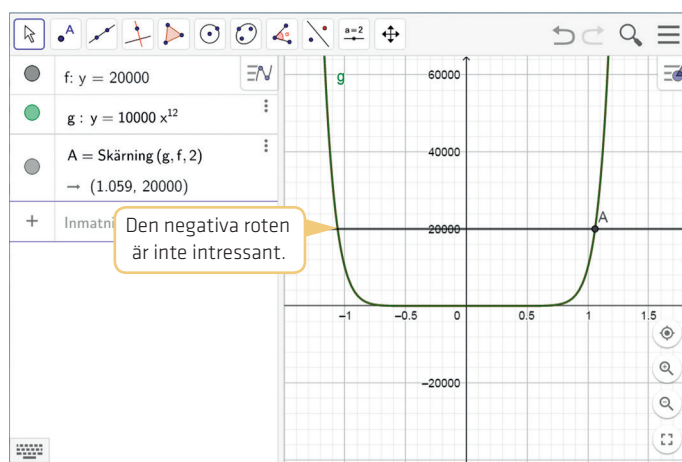 A
a=2
f: y = 20000
g : y = 10000 x¹²
A = Skärning (g, f, 2)
→ (1.059, 20000)
+
Den negativa roten
är inte intressant.
g
60000
40000
20000
−20000
−1
−0.5
0
0.5
1
1.5
A